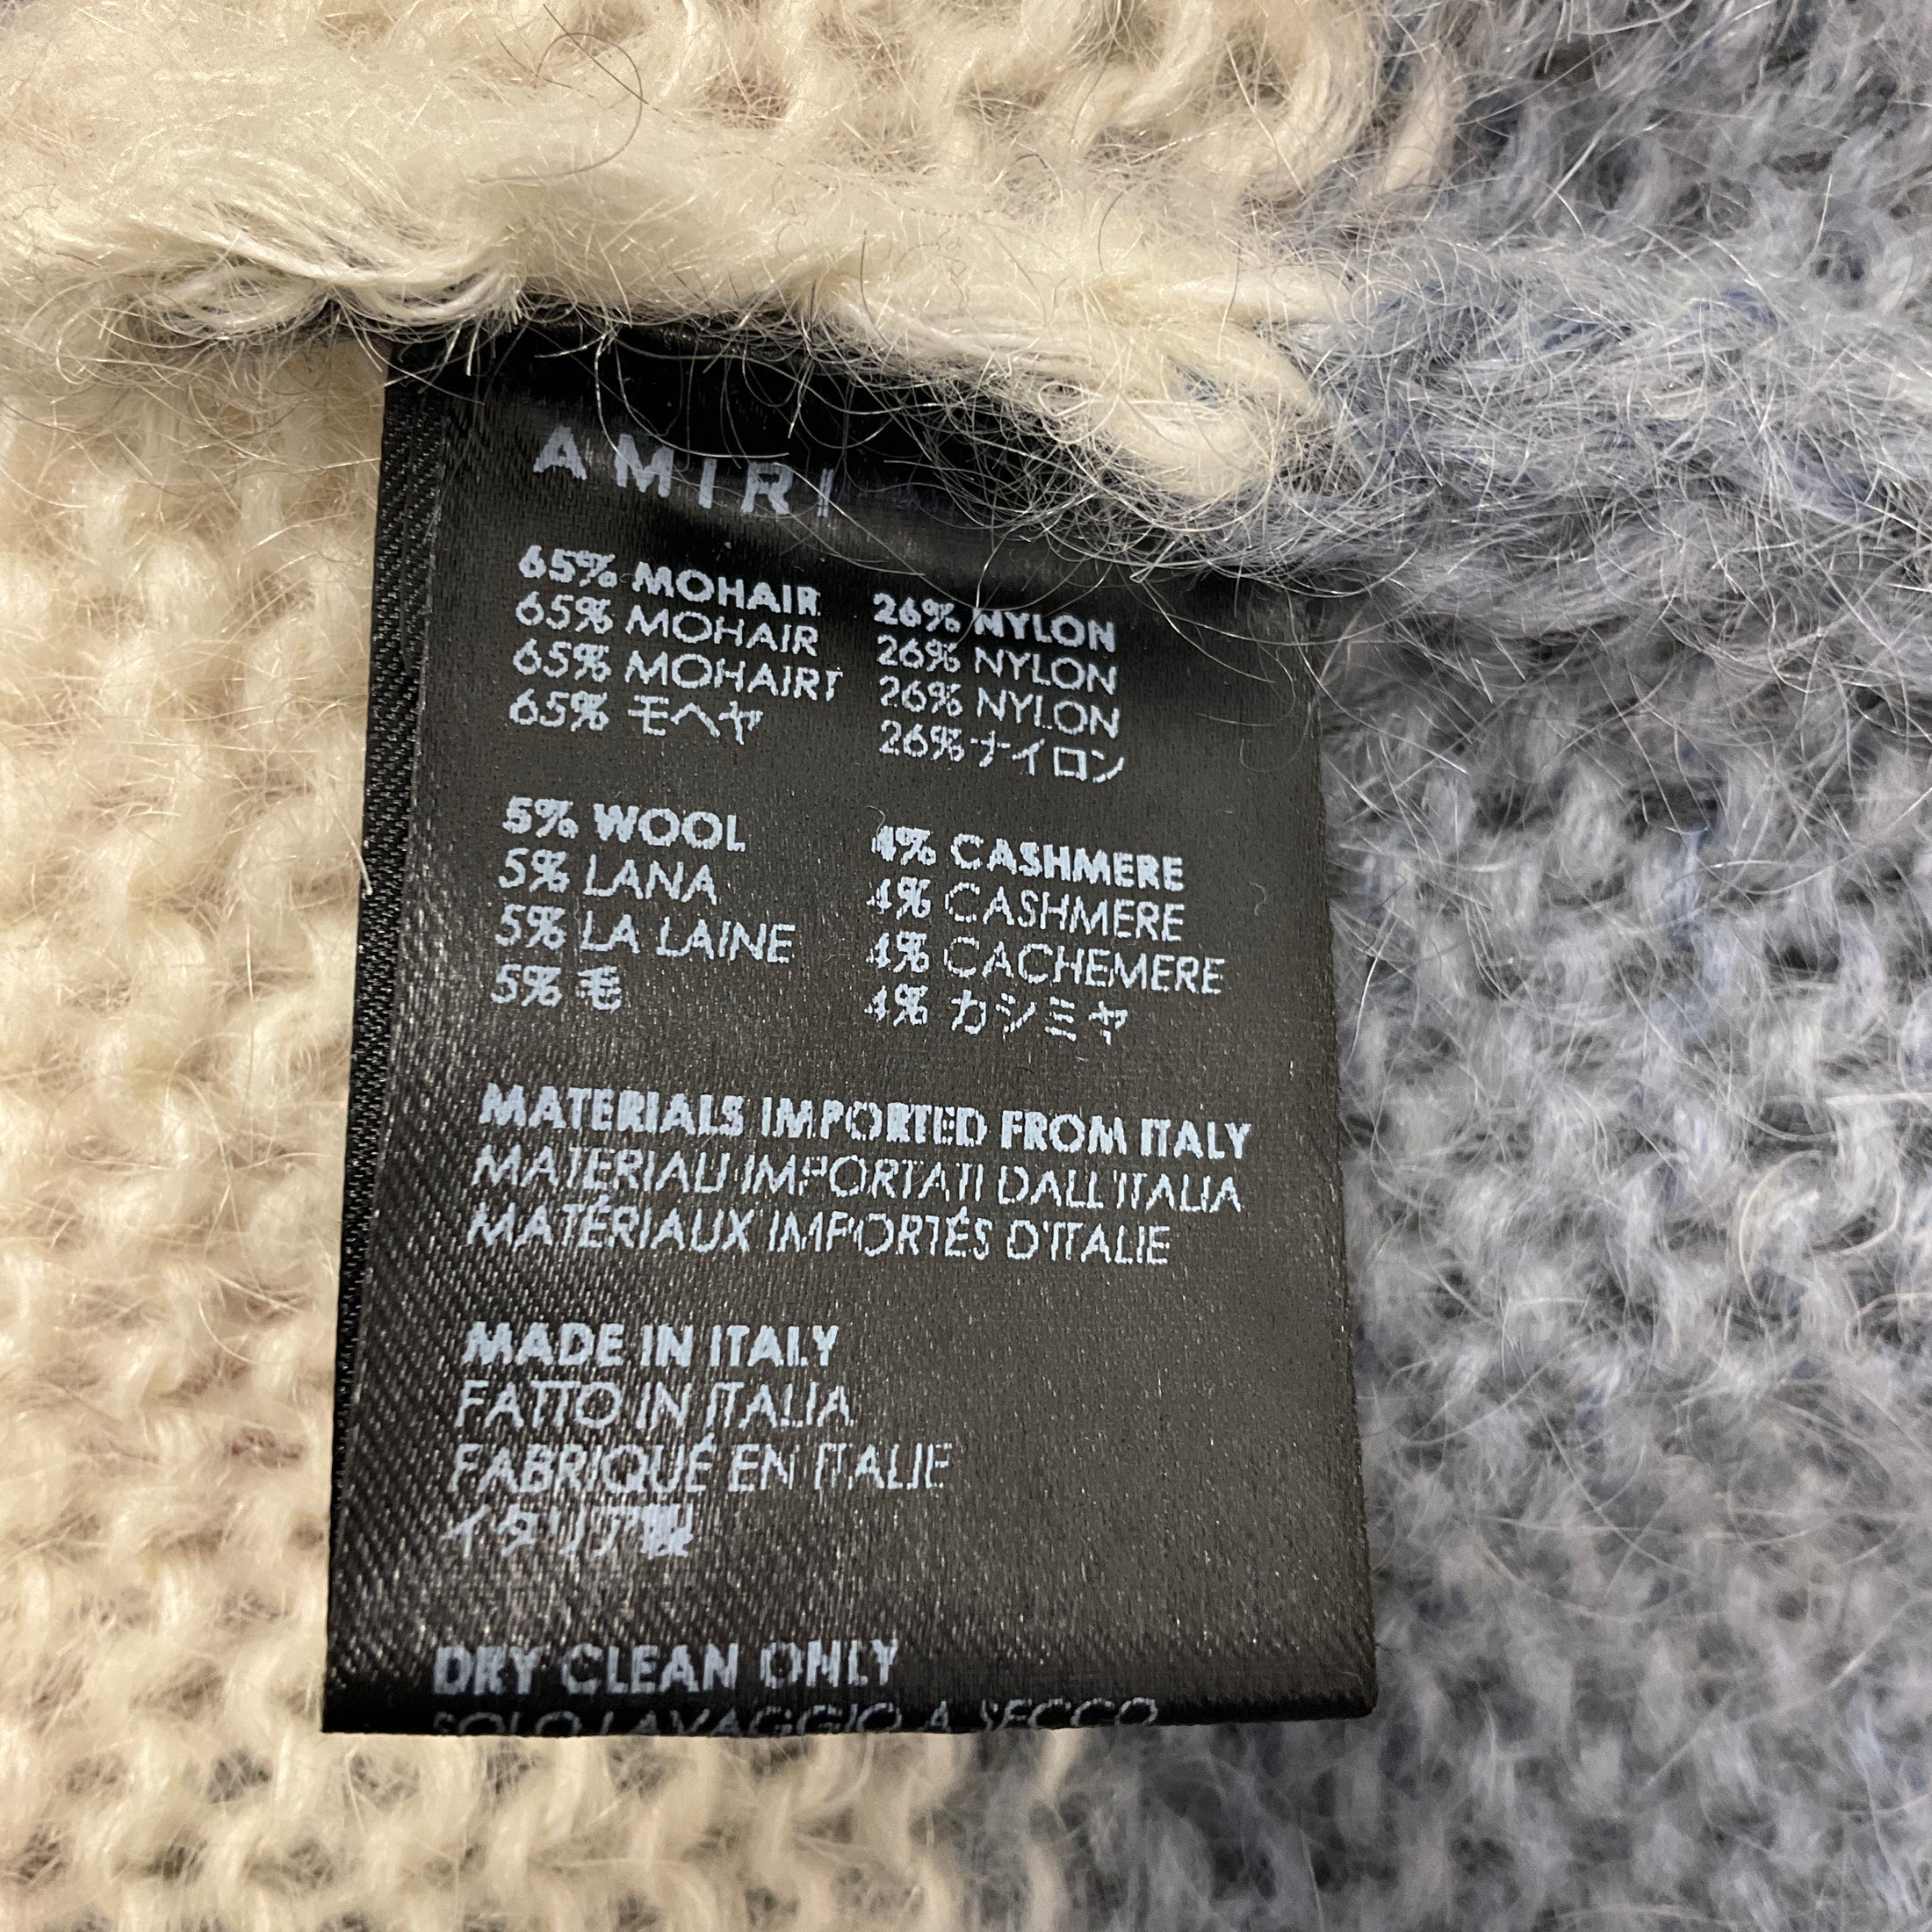 AMIRI
65% MOHAIR 26% NYLON
65% MOHAIR 26% NYLON
65% MOHAIRT 26% NYLON
65% モヘヤ 26% ナイロン
5% WOOL 4% CASHMERE
5% LANA 4% CASHMERE
5% LA LAINE 4% CACHEMERE
5% 毛 4% カシミヤ
MATERIALS IMPORTED FROM ITALY
MATERIALI IMPORTATI DALL'ITALIA
MATÉRIAUX IMPORTÉS D'ITALIE
MADE IN ITALY
FATTO IN ITALIA
FABRIQUÉ EN ITALIE
イタリア製
DRY CLEAN ONLY
SOLO LAVAGGIO A SECCO